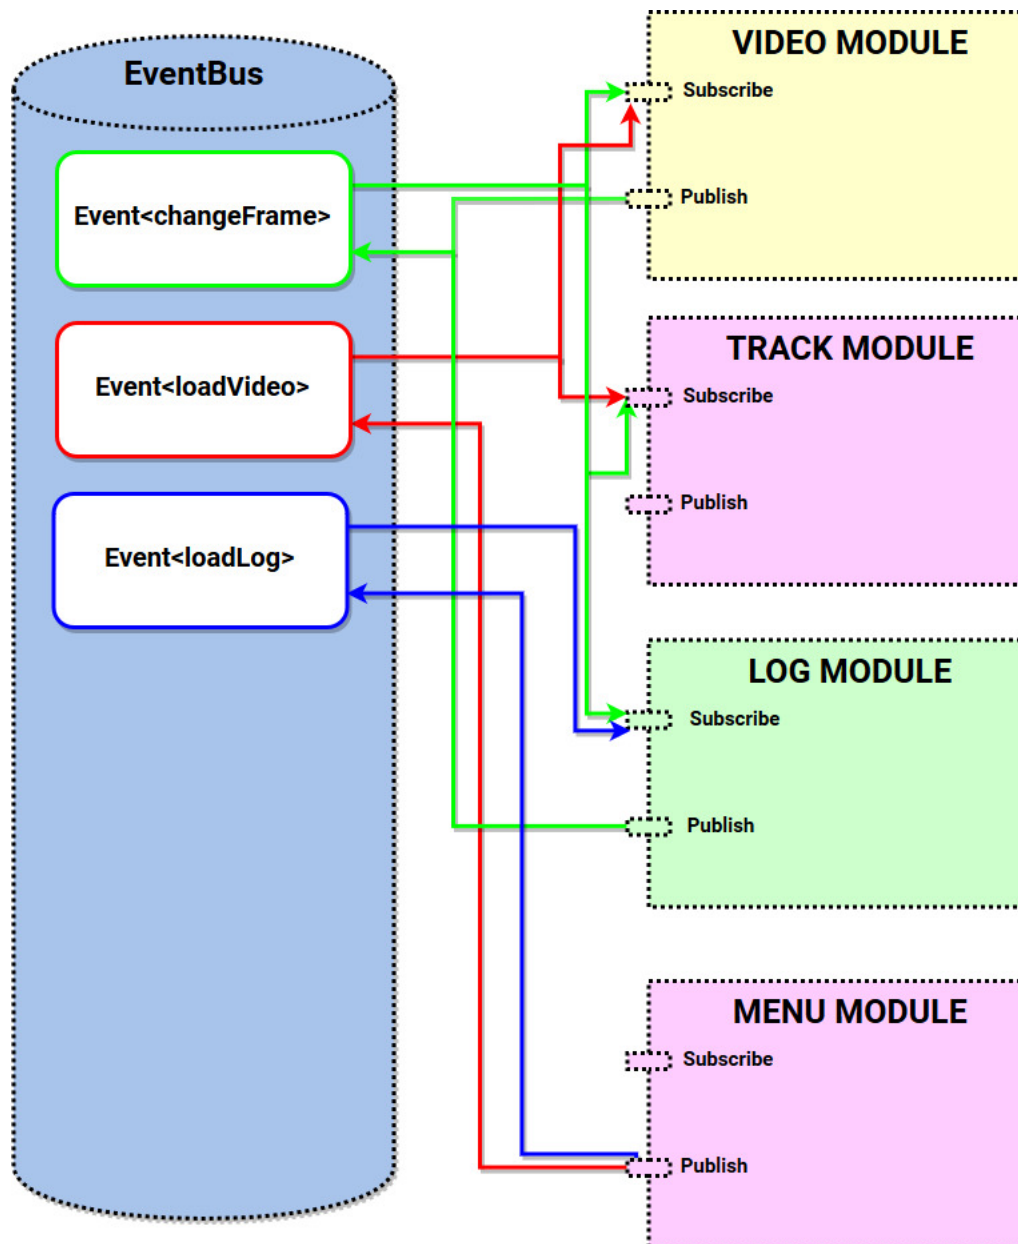 EventBus
Event<changeFrame>
Event<loadVideo>
Event<loadLog>
VIDEO MODULE
Subscribe
Publish
TRACK MODULE
Subscribe
Publish
LOG MODULE
Subscribe
Publish
MENU MODULE
Subscribe
Publish